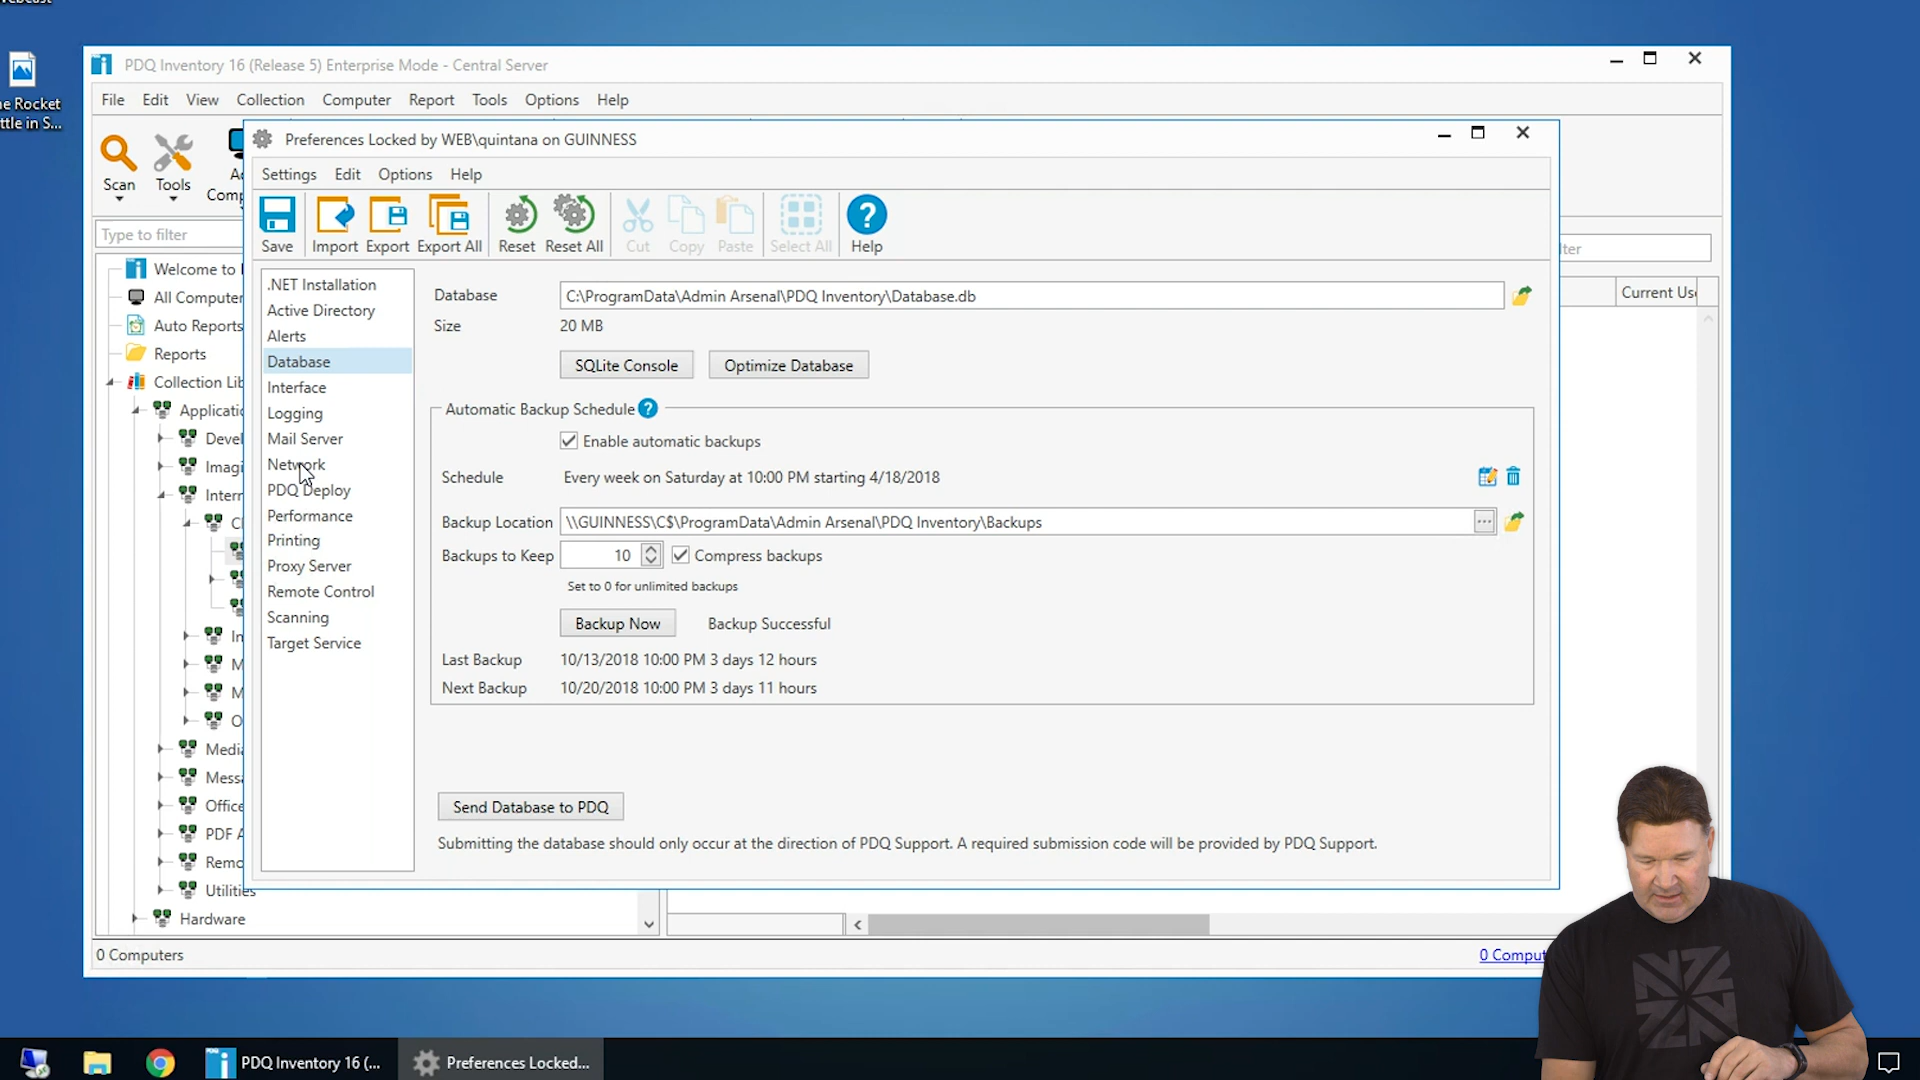 ebcast
he Rocket
ttle in S...
PDQ Inventory 16 (Release 5) Enterprise Mode - Central Server
File Edit View Collection Computer Report Tools Options Help
Preferences Locked by WEB\quintana on GUINNESS
Settings Edit Options Help
Scan Tools Ad
Comp
Save Import Export Export All Reset Reset All Cut Copy Paste Select All Help
Type to filter
lter
Welcome to
All Computer
Auto Reports
Reports
Collection Lib
Applicatio
Devel
Imagi
Intern
Media
Messa
Office
PDF A
Remo
Utilities
Hardware
Current Use
.NET Installation
Active Directory
Alerts
Database
Interface
Logging
Mail Server
Network
PDQ Deploy
Performance
Printing
Proxy Server
Remote Control
Scanning
Target Service
Database C:\ProgramData\Admin Arsenal\PDQ Inventory\Database.db
Size 20 MB
SQLite Console Optimize Database
Automatic Backup Schedule ?
Enable automatic backups
Schedule Every week on Saturday at 10:00 PM starting 4/18/2018
Backup Location \\GUINNESS\C$\ProgramData\Admin Arsenal\PDQ Inventory\Backups ...
Backups to Keep 10 Compress backups
Set to 0 for unlimited backups
Backup Now Backup Successful
Last Backup 10/13/2018 10:00 PM 3 days 12 hours
Next Backup 10/20/2018 10:00 PM 3 days 11 hours
Send Database to PDQ
Submitting the database should only occur at the direction of PDQ Support. A required submission code will be provided by PDQ Support.
0 Computers
0 Comput
PDQ Inventory 16 (... Preferences Locked...